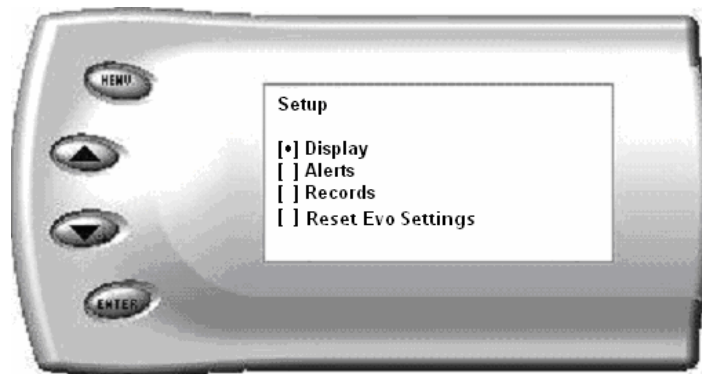 MENU
Setup
[•] Display
[ ] Alerts
[ ] Records
[ ] Reset Evo Settings
ENTER